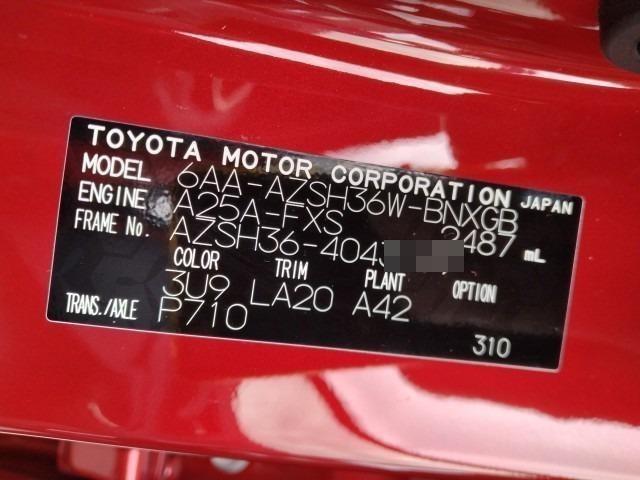 TOYOTA MOTOR CORPORATION JAPAN
MODEL 6AA-AZSH36W-BNXGB
ENGINE A25A-FXS 2487 mL
FRAME No. AZSH36-404
COLOR TRIM PLANT OPTION
3U9 LA20 A42
TRANS./AXLE P710 310